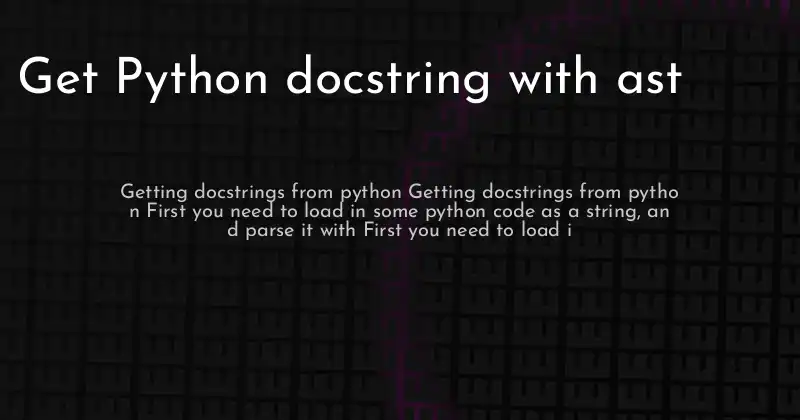 Get Python docstring with ast
Getting docstrings from python Getting docstrings from pytho
n First you need to load in some python code as a string, an
d parse it with First you need to load i